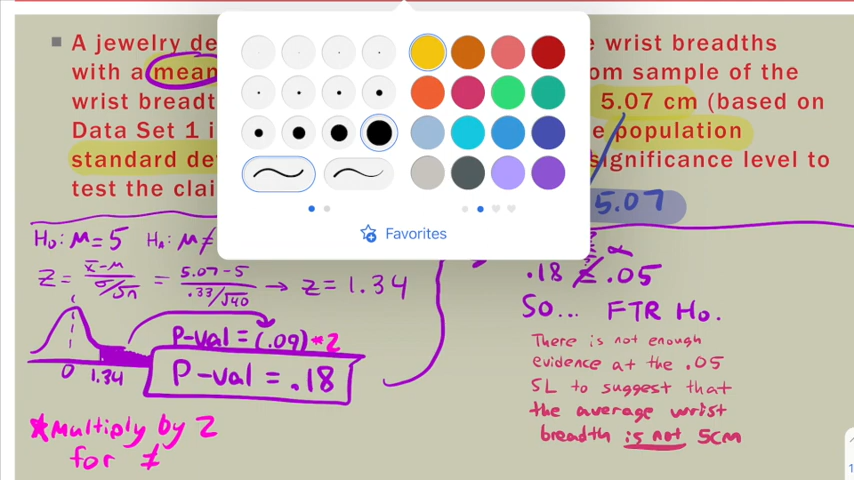 A jewelry de wrist breadths
with a mean om sample of the
wrist breadt 5.07 cm (based on
Data Set 1 i e population
standard de significance level to
test the clai
5.07
Favorites
H₀: μ = 5 Hₐ: μ ≠
Z = x̄-μ / σ/√n = 5.07-5 / .33/√40 → Z = 1.34
P-val = (.09) *2
0 1.34
P-val = .18
*Multiply by 2
for ≠
α
.18 ≰ .05
So... FTR H₀.
There is not enough
evidence at the .05
SL to suggest that
the average wrist
breadth is not 5cm